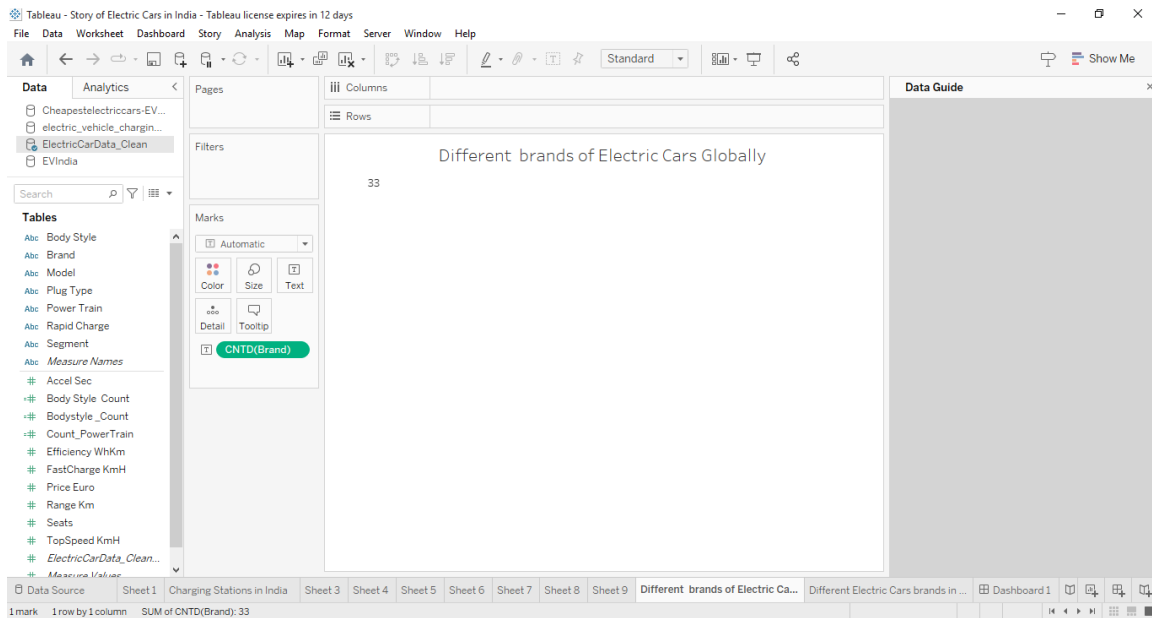 Tableau - Story of Electric Cars in India - Tableau license expires in 12 days
File Data Worksheet Dashboard Story Analysis Map Format Server Window Help
Standard
Show Me
Data Analytics
Cheapestelectriccars-EV...
electric_vehicle_chargin...
ElectricCarData_Clean
EVIndia
Search
Tables
Abc Body Style
Abc Brand
Abc Model
Abc Plug Type
Abc Power Train
Abc Rapid Charge
Abc Segment
Abc Measure Names
# Accel Sec
=# Body Style Count
=# Bodystyle _Count
=# Count_PowerTrain
# Efficiency WhKm
# FastCharge KmH
# Price Euro
# Range Km
# Seats
# TopSpeed KmH
# ElectricCarData_Clean...
# Measure Values
Pages
Filters
Marks
T Automatic
Color Size Text
Detail Tooltip
T CNTD(Brand)
Columns
Rows
Different brands of Electric Cars Globally
33
Data Guide
Data Source Sheet 1 Charging Stations in India Sheet 3 Sheet 4 Sheet 5 Sheet 6 Sheet 7 Sheet 8 Sheet 9 Different brands of Electric Ca... Different Electric Cars brands in ... Dashboard 1
1 mark 1 row by 1 column SUM of CNTD(Brand): 33